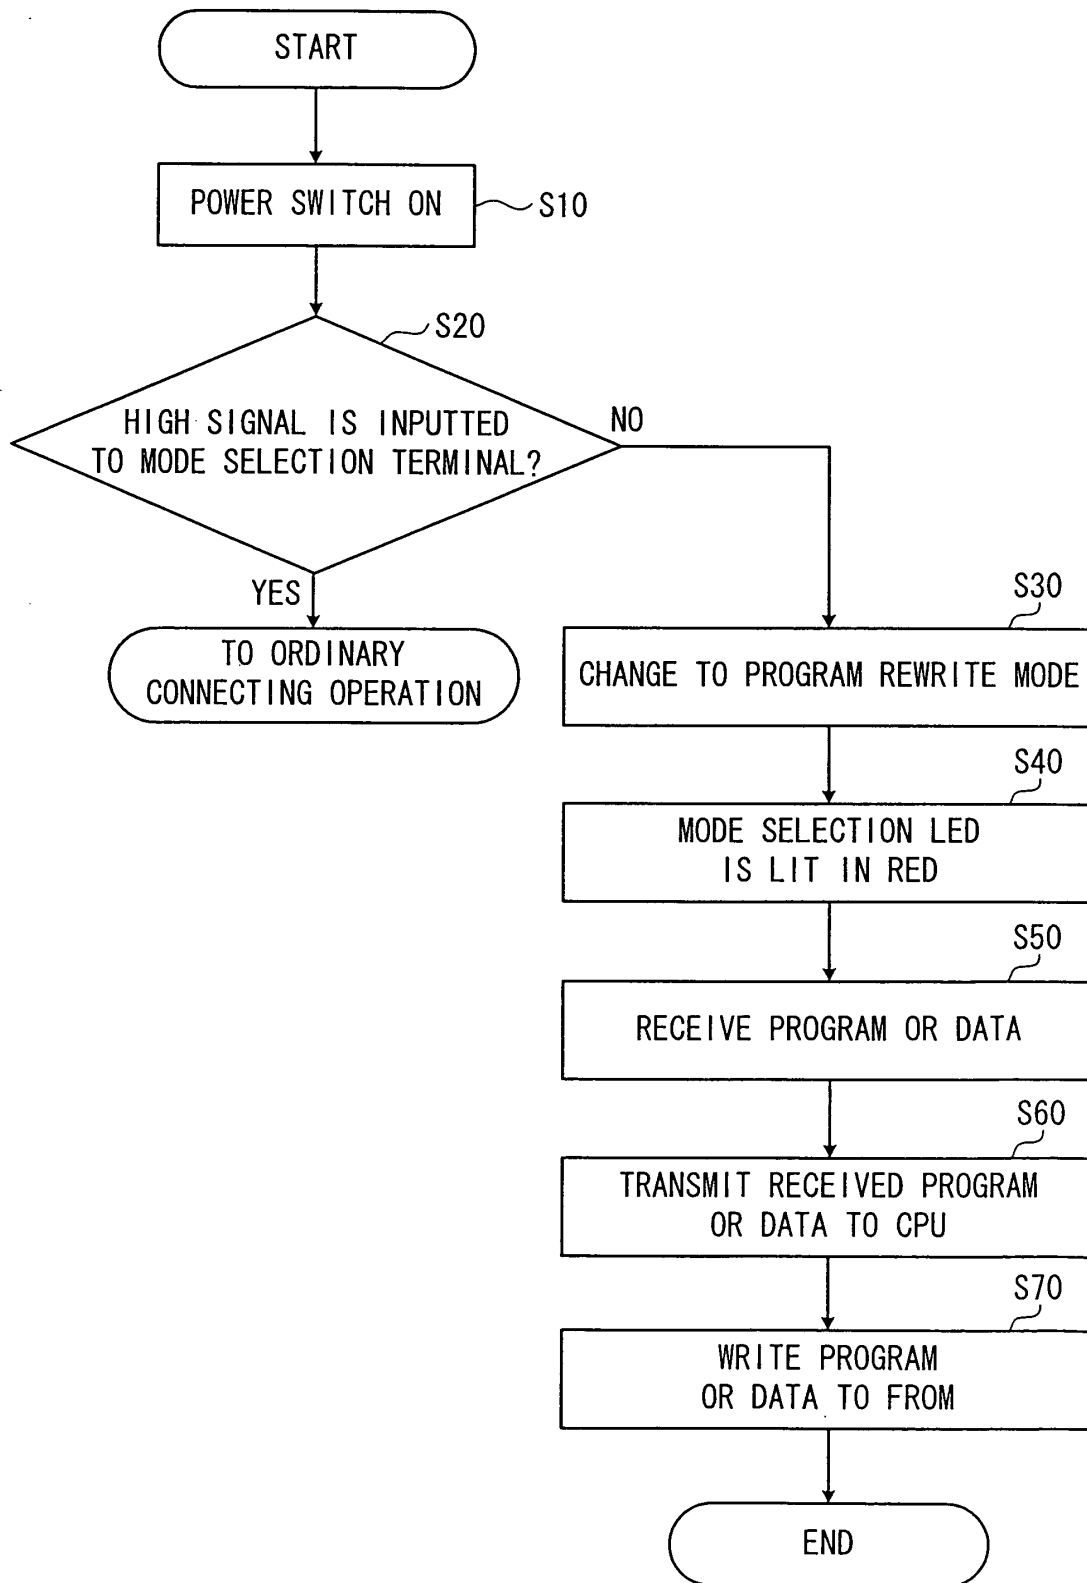 START
POWER SWITCH ON
S10
S20
HIGH SIGNAL IS INPUTTED
TO MODE SELECTION TERMINAL?
NO
YES
TO ORDINARY
CONNECTING OPERATION
S30
CHANGE TO PROGRAM REWRITE MODE
S40
MODE SELECTION LED
IS LIT IN RED
S50
RECEIVE PROGRAM OR DATA
S60
TRANSMIT RECEIVED PROGRAM
OR DATA TO CPU
S70
WRITE PROGRAM
OR DATA TO FROM
END